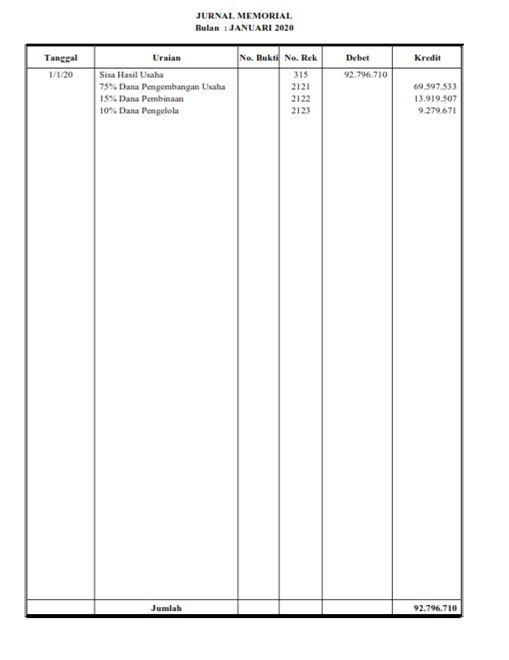 JURNAL MEMORIAL
Bulan : JANUARI 2020
Tanggal Uraian No. Bukti No. Rek Debet Kredit
1/1/20 Sisa Hasil Usaha 315 92.796.710
75% Dana Pengembangan Usaha 2121 69.597.533
15% Dana Pembinaan 2122 13.919.507
10% Dana Pengelola 2123 9.279.671
Jumlah 92.796.710